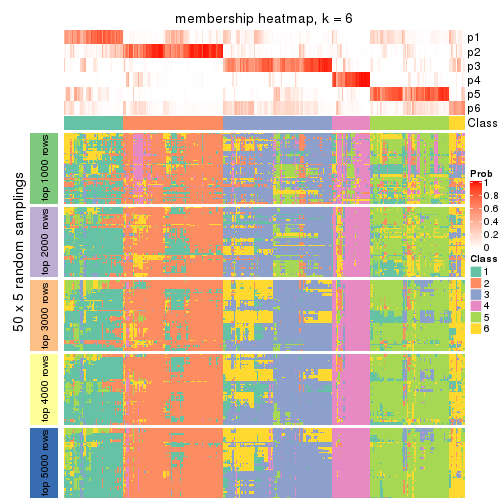 membership heatmap, k = 6
p1
p2
p3
p4
p5
p6
Class
50 x 5 random samplings
top 1000 rows
top 2000 rows
top 3000 rows
top 4000 rows
top 5000 rows
Prob
1
0.8
0.6
0.4
0.2
0
Class
1
2
3
4
5
6